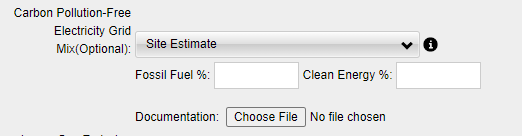 Carbon Pollution-Free
Electricity Grid
Mix(Optional):
Site Estimate
Fossil Fuel %:
Clean Energy %:
Documentation:
Choose File
No file chosen